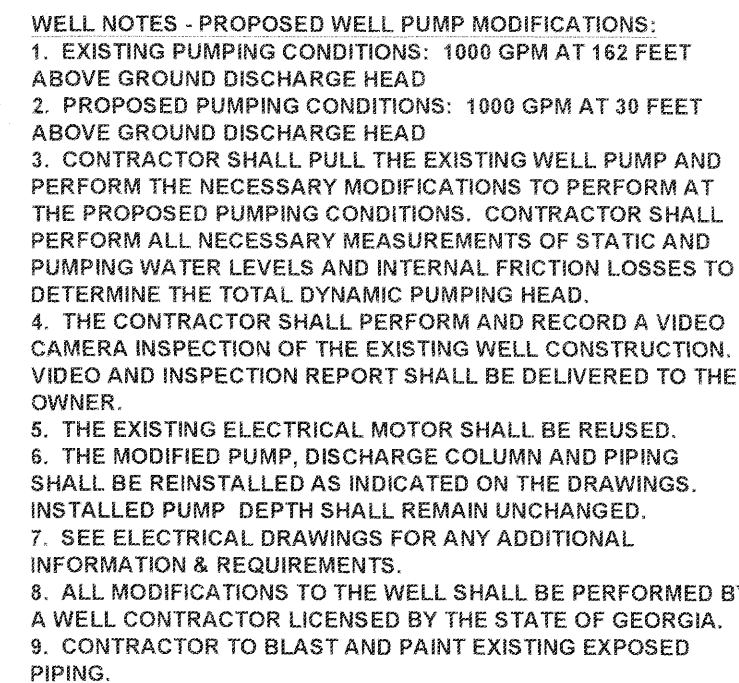 WELL NOTES - PROPOSED WELL PUMP MODIFICATIONS:
1. EXISTING PUMPING CONDITIONS: 1000 GPM AT 162 FEET
ABOVE GROUND DISCHARGE HEAD
2. PROPOSED PUMPING CONDITIONS: 1000 GPM AT 30 FEET
ABOVE GROUND DISCHARGE HEAD
3. CONTRACTOR SHALL PULL THE EXISTING WELL PUMP AND
PERFORM THE NECESSARY MODIFICATIONS TO PERFORM AT
THE PROPOSED PUMPING CONDITIONS. CONTRACTOR SHALL
PERFORM ALL NECESSARY MEASUREMENTS OF STATIC AND
PUMPING WATER LEVELS AND INTERNAL FRICTION LOSSES TO
DETERMINE THE TOTAL DYNAMIC PUMPING HEAD.
4. THE CONTRACTOR SHALL PERFORM AND RECORD A VIDEO
CAMERA INSPECTION OF THE EXISTING WELL CONSTRUCTION.
VIDEO AND INSPECTION REPORT SHALL BE DELIVERED TO THE
OWNER.
5. THE EXISTING ELECTRICAL MOTOR SHALL BE REUSED.
6. THE MODIFIED PUMP, DISCHARGE COLUMN AND PIPING
SHALL BE REINSTALLED AS INDICATED ON THE DRAWINGS.
INSTALLED PUMP DEPTH SHALL REMAIN UNCHANGED.
7. SEE ELECTRICAL DRAWINGS FOR ANY ADDITIONAL
INFORMATION & REQUIREMENTS.
8. ALL MODIFICATIONS TO THE WELL SHALL BE PERFORMED BY
A WELL CONTRACTOR LICENSED BY THE STATE OF GEORGIA.
9. CONTRACTOR TO BLAST AND PAINT EXISTING EXPOSED
PIPING.